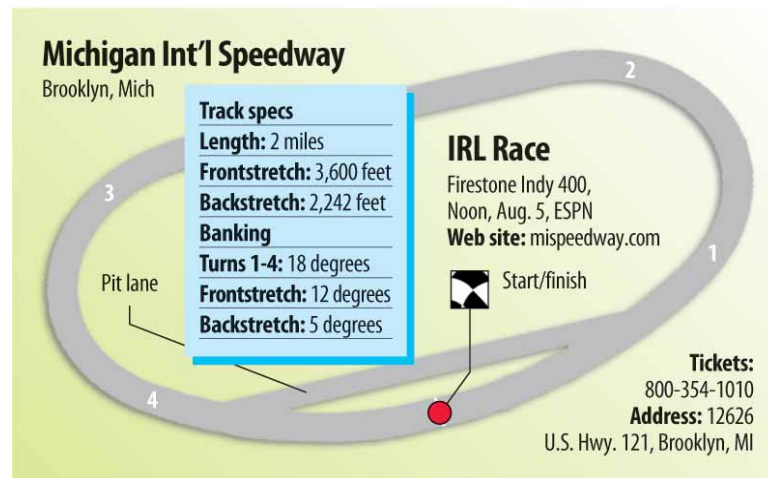 Michigan Int'l Speedway
Brooklyn, Mich
Track specs
Length: 2 miles
Frontstretch: 3,600 feet
Backstretch: 2,242 feet
Banking
Turns 1-4: 18 degrees
Frontstretch: 12 degrees
Backstretch: 5 degrees
2
IRL Race
Firestone Indy 400,
Noon, Aug. 5, ESPN
Web site: mispeedway.com
3
1
Pit lane
Start/finish
4
Tickets:
800-354-1010
Address: 12626
U.S. Hwy. 121, Brooklyn, MI